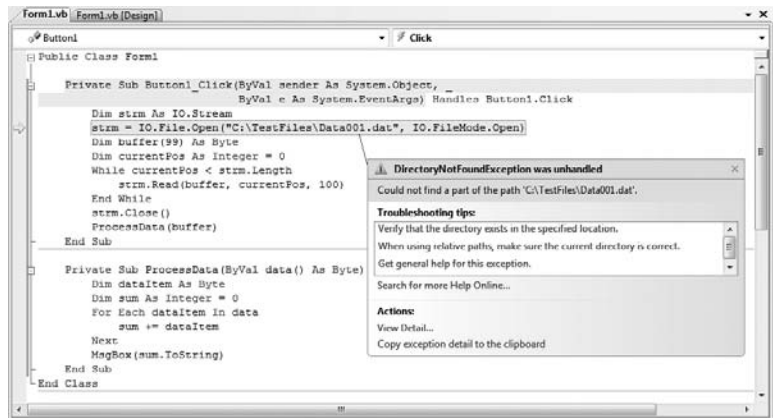 Form1.vb Form1.vb [Design]
Button1 Click
Public Class Form1
Private Sub Button1_Click(ByVal sender As System.Object, _
ByVal e As System.EventArgs) Handles Button1.Click
Dim strm As IO.Stream
strm = IO.File.Open("C:\TestFiles\Data001.dat", IO.FileMode.Open)
Dim buffer(99) As Byte
Dim currentPos As Integer = 0
While currentPos < strm.Length
strm.Read(buffer, currentPos, 100)
End While
strm.Close()
ProcessData(buffer)
End Sub
Private Sub ProcessData(ByVal data() As Byte)
Dim dataItem As Byte
Dim sum As Integer = 0
For Each dataItem In data
sum += dataItem
Next
MsgBox(sum.ToString)
End Sub
End Class
DirectoryNotFoundException was unhandled
Could not find a part of the path 'C:\TestFiles\Data001.dat'.
Troubleshooting tips:
Verify that the directory exists in the specified location.
When using relative paths, make sure the current directory is correct.
Get general help for this exception.
Search for more Help Online...
Actions:
View Detail...
Copy exception detail to the clipboard